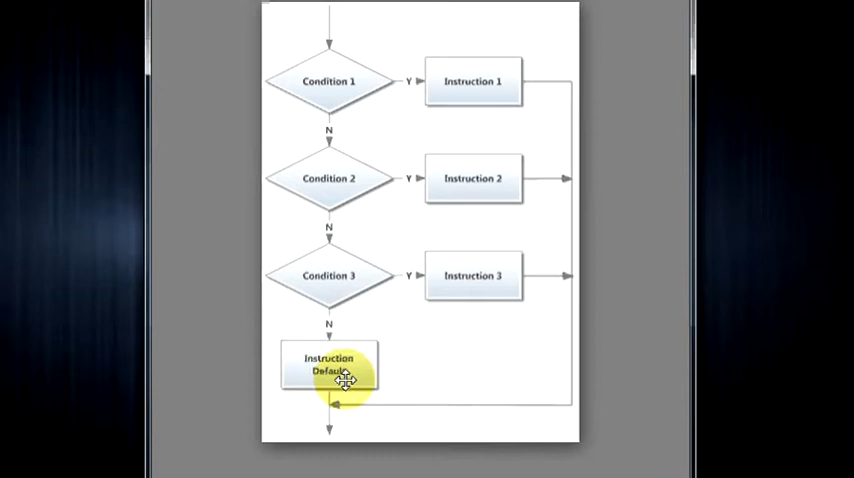 Condition 1
Y
Instruction 1
N
Condition 2
Y
Instruction 2
N
Condition 3
Y
Instruction 3
N
Instruction
Default